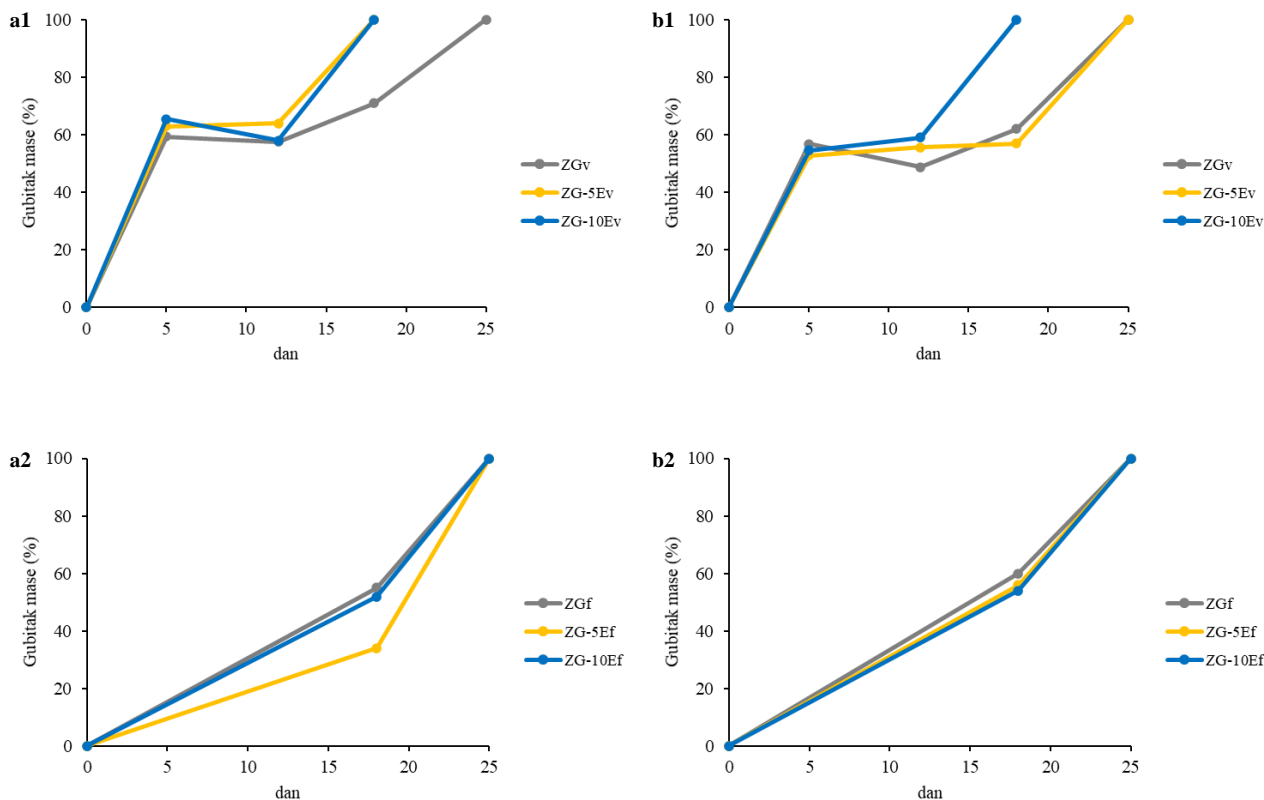 a1
Gubitak mase (%)
100
80
60
40
20
0
0 5 10 15 20 25
dan
ZGv
ZG-5Ev
ZG-10Ev
b1
Gubitak mase (%)
100
80
60
40
20
0
0 5 10 15 20 25
dan
ZGv
ZG-5Ev
ZG-10Ev
a2
Gubitak mase (%)
100
80
60
40
20
0
0 5 10 15 20 25
dan
ZGf
ZG-5Ef
ZG-10Ef
b2
Gubitak mase (%)
100
80
60
40
20
0
0 5 10 15 20 25
dan
ZGf
ZG-5Ef
ZG-10Ef